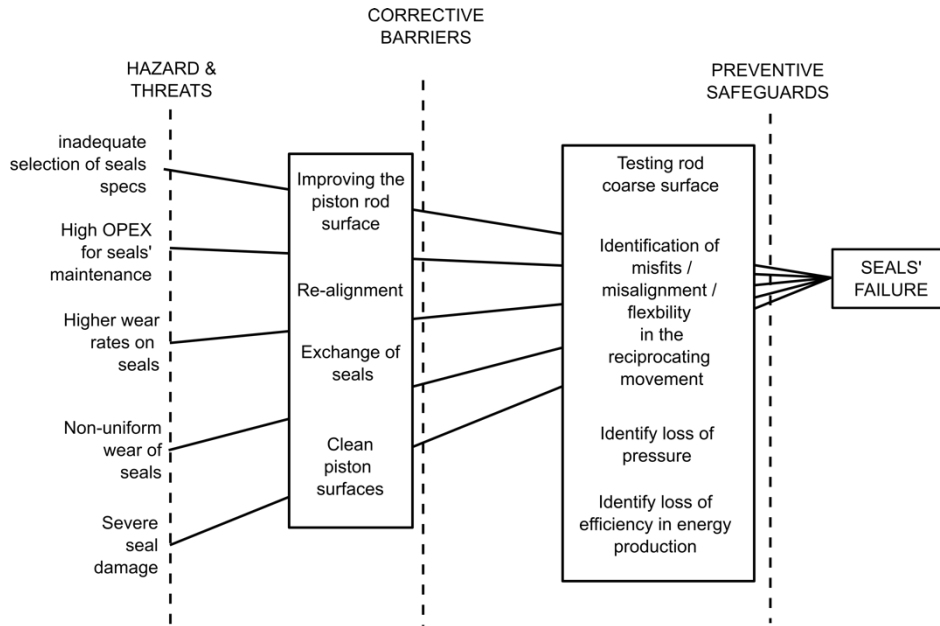 CORRECTIVE
BARRIERS
HAZARD &
THREATS
PREVENTIVE
SAFEGUARDS
inadequate
selection of seals
specs
High OPEX
for seals'
maintenance
Higher wear
rates on
seals
Non-uniform
wear of
seals
Severe
seal
damage
Improving the
piston rod
surface
Re-alignment
Exchange of
seals
Clean
piston
surfaces
Testing rod
coarse surface
Identification of
misfits /
misalignment /
flexbility
in the
reciprocating
movement
Identify loss of
pressure
Identify loss of
efficiency in energy
production
SEALS'
FAILURE